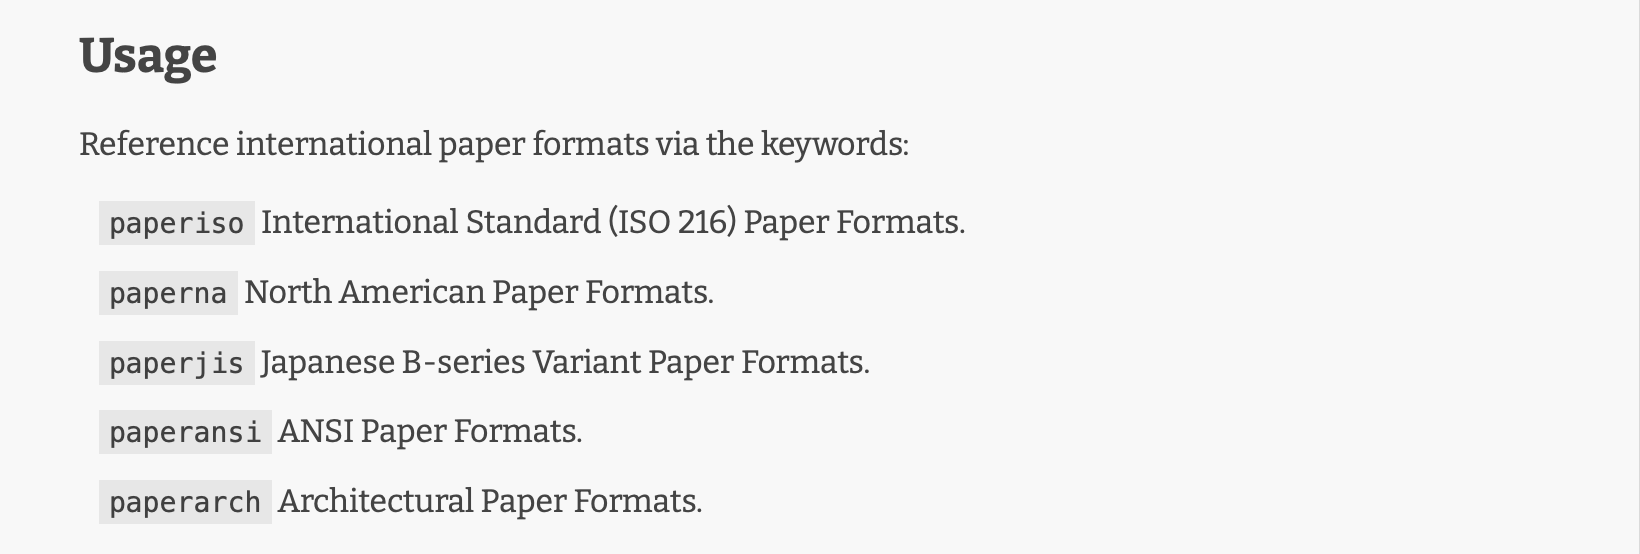 Usage
Reference international paper formats via the keywords:
paperiso International Standard (ISO 216) Paper Formats.
paperna North American Paper Formats.
paperjis Japanese B-series Variant Paper Formats.
paperansi ANSI Paper Formats.
paperarch Architectural Paper Formats.